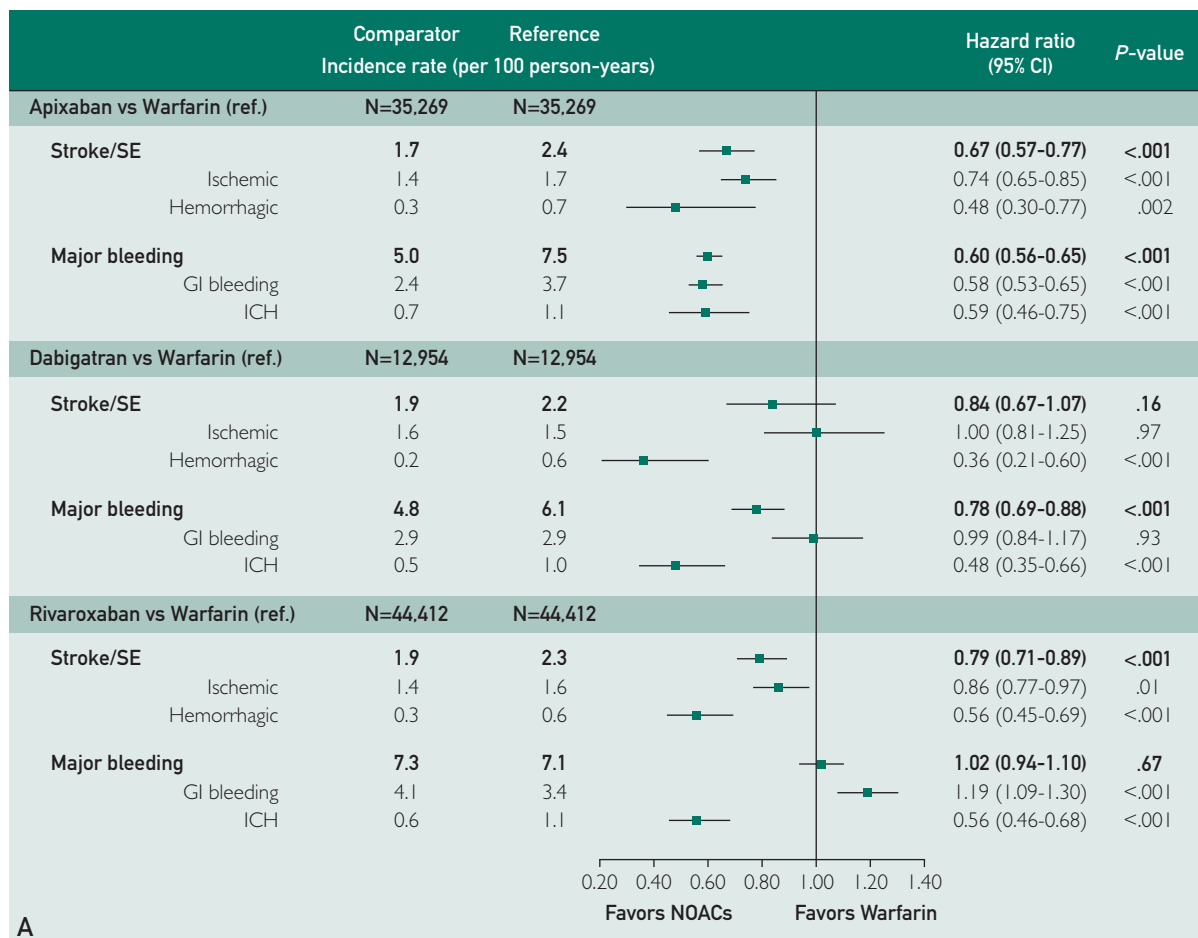 Comparator Reference Hazard ratio P-value
Incidence rate (per 100 person-years) (95% CI)
Apixaban vs Warfarin (ref.) N=35,269 N=35,269
Stroke/SE 1.7 2.4 0.67 (0.57-0.77) <.001
Ischemic 1.4 1.7 0.74 (0.65-0.85) <.001
Hemorrhagic 0.3 0.7 0.48 (0.30-0.77) .002
Major bleeding 5.0 7.5 0.60 (0.56-0.65) <.001
GI bleeding 2.4 3.7 0.58 (0.53-0.65) <.001
ICH 0.7 1.1 0.59 (0.46-0.75) <.001
Dabigatran vs Warfarin (ref.) N=12,954 N=12,954
Stroke/SE 1.9 2.2 0.84 (0.67-1.07) .16
Ischemic 1.6 1.5 1.00 (0.81-1.25) .97
Hemorrhagic 0.2 0.6 0.36 (0.21-0.60) <.001
Major bleeding 4.8 6.1 0.78 (0.69-0.88) <.001
GI bleeding 2.9 2.9 0.99 (0.84-1.17) .93
ICH 0.5 1.0 0.48 (0.35-0.66) <.001
Rivaroxaban vs Warfarin (ref.) N=44,412 N=44,412
Stroke/SE 1.9 2.3 0.79 (0.71-0.89) <.001
Ischemic 1.4 1.6 0.86 (0.77-0.97) .01
Hemorrhagic 0.3 0.6 0.56 (0.45-0.69) <.001
Major bleeding 7.3 7.1 1.02 (0.94-1.10) .67
GI bleeding 4.1 3.4 1.19 (1.09-1.30) <.001
ICH 0.6 1.1 0.56 (0.46-0.68) <.001
0.20 0.40 0.60 0.80 1.00 1.20 1.40
Favors NOACs Favors Warfarin
A